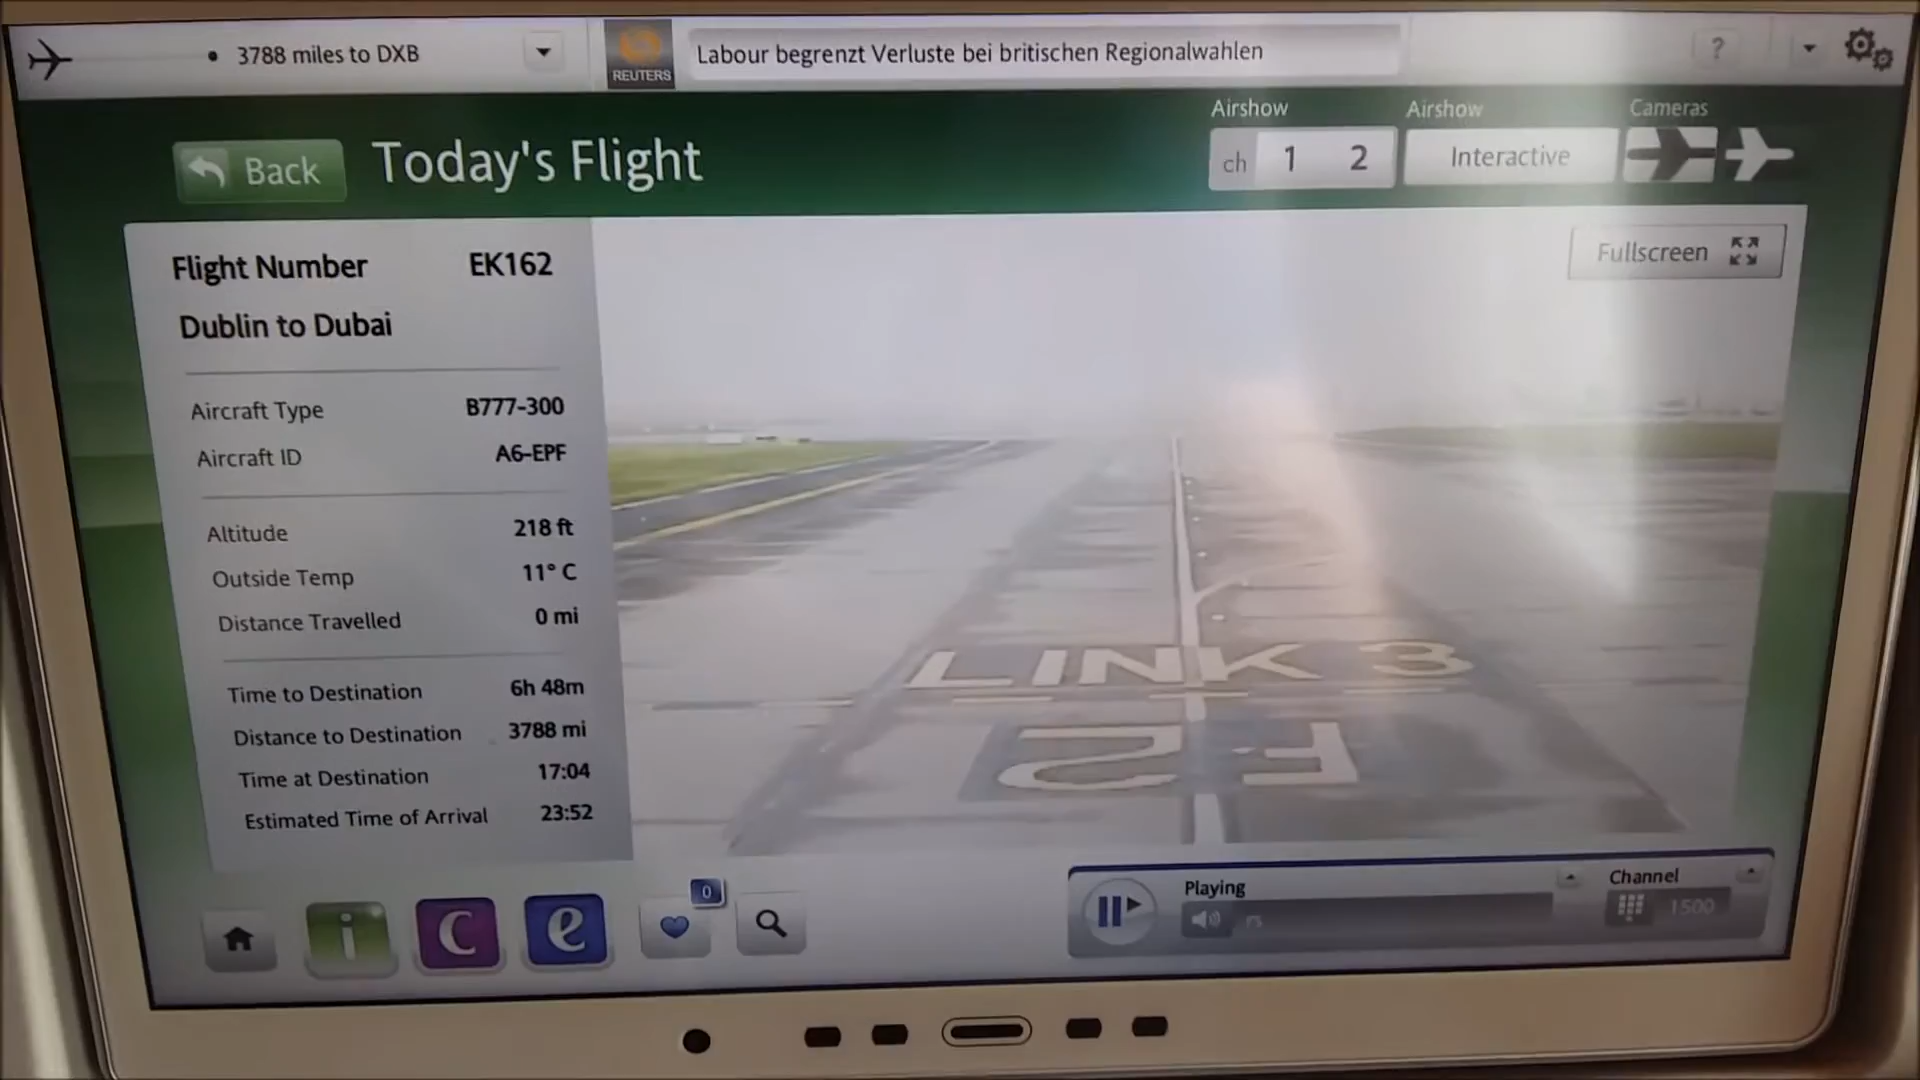 3788 miles to DXB
REUTERS
Labour begrenzt Verluste bei britischen Regionalwahlen
?
Back
Today's Flight
Airshow
ch 1 2
Airshow
Interactive
Cameras
Flight Number EK162
Dublin to Dubai
Aircraft Type B777-300
Aircraft ID A6-EPF
Altitude 218 ft
Outside Temp 11° C
Distance Travelled 0 mi
Time to Destination 6h 48m
Distance to Destination 3788 mi
Time at Destination 17:04
Estimated Time of Arrival 23:52
Fullscreen
LINK 3
F2
i
C
e
0
Playing
Channel
1500